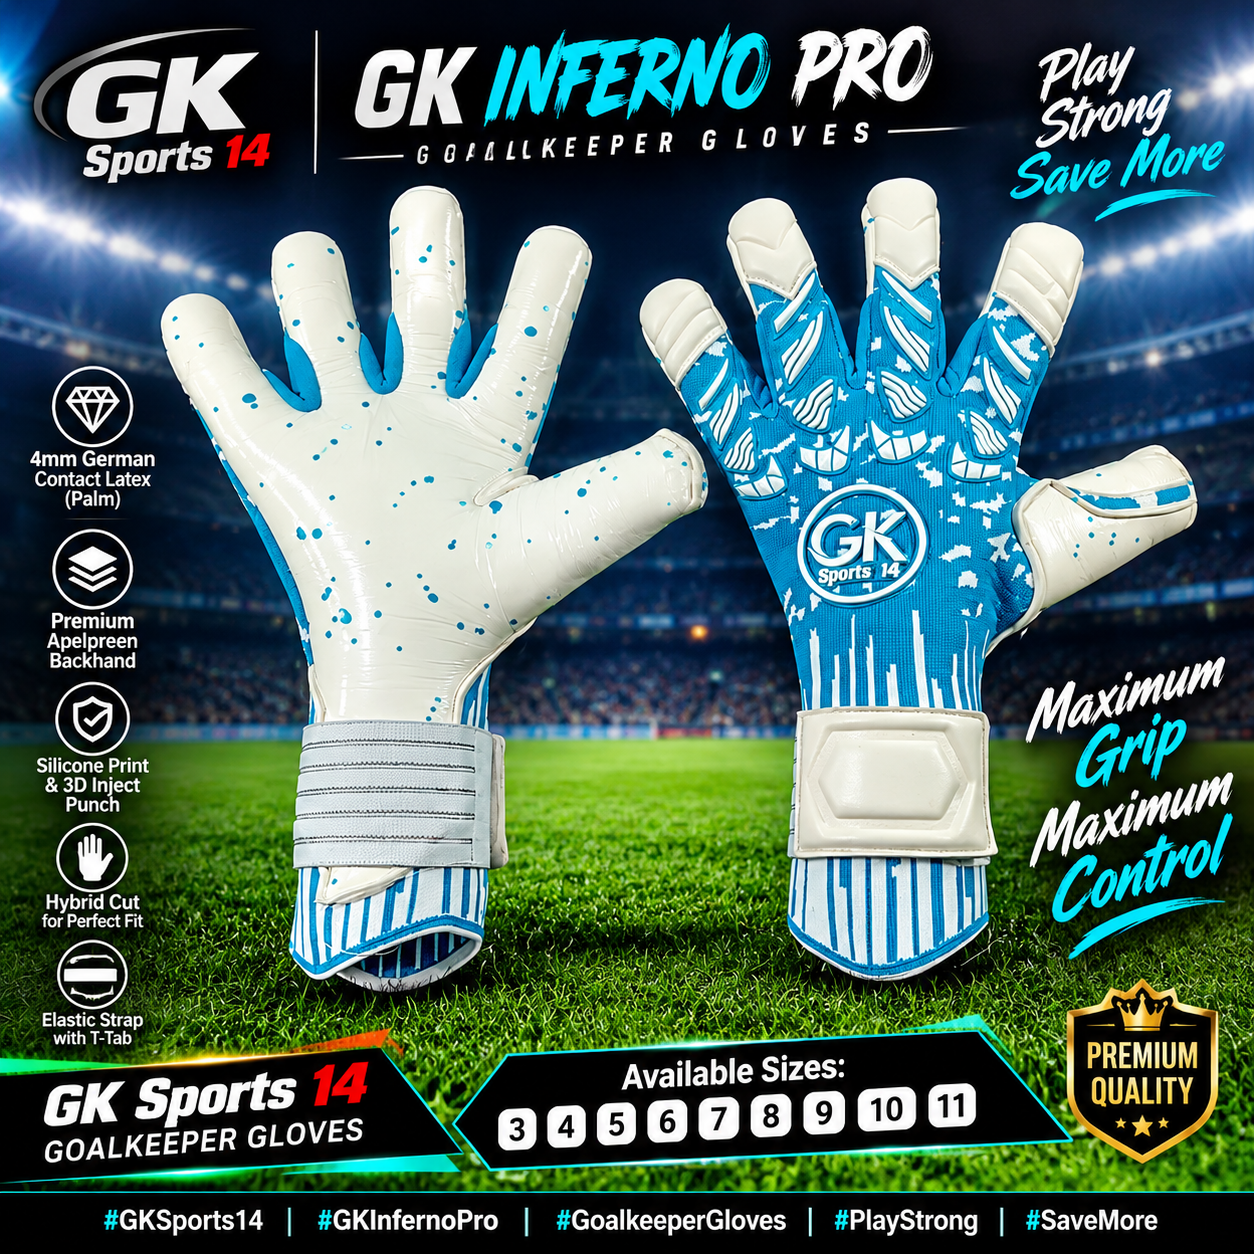 GK
Sports 14
GK INFERNO PRO
GOALLKEEPER GLOVES
Play
Strong
Save More
4mm German
Contact Latex
(Palm)
Premium
Apelpreen
Backhand
Silicone Print
& 3D Inject
Punch
Hybrid Cut
for Perfect Fit
Elastic Strap
with T-Tab
GK
Sports 14
Maximum
Grip
Maximum
Control
GK Sports 14
GOALKEEPER GLOVES
Available Sizes:
3 4 5 6 7 8 9 10 11
PREMIUM
QUALITY
#GKSports14 | #GKInfernoPro | #GoalkeeperGloves | #PlayStrong | #SaveMore